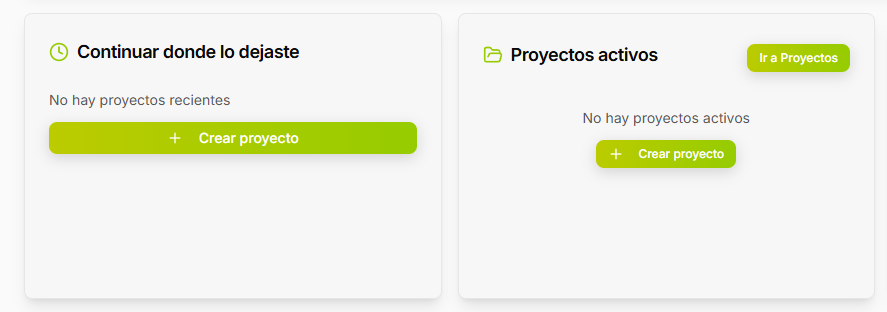 Continuar donde lo dejaste
No hay proyectos recientes
Crear proyecto
Proyectos activos
Ir a Proyectos
No hay proyectos activos
Crear proyecto